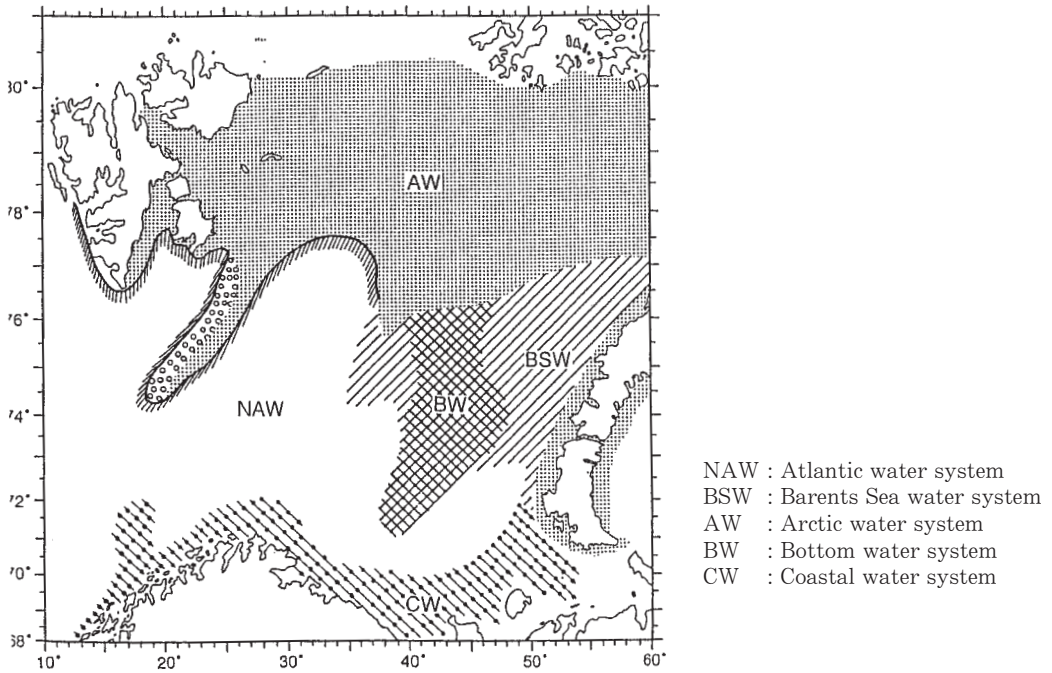 80°
AW
78°
76°
BSW
74°
NAW
BW
72°
70°
CW
68°
10°
20°
30°
40°
50°
60°
NAW : Atlantic water system
BSW : Barents Sea water system
AW : Arctic water system
BW : Bottom water system
CW : Coastal water system